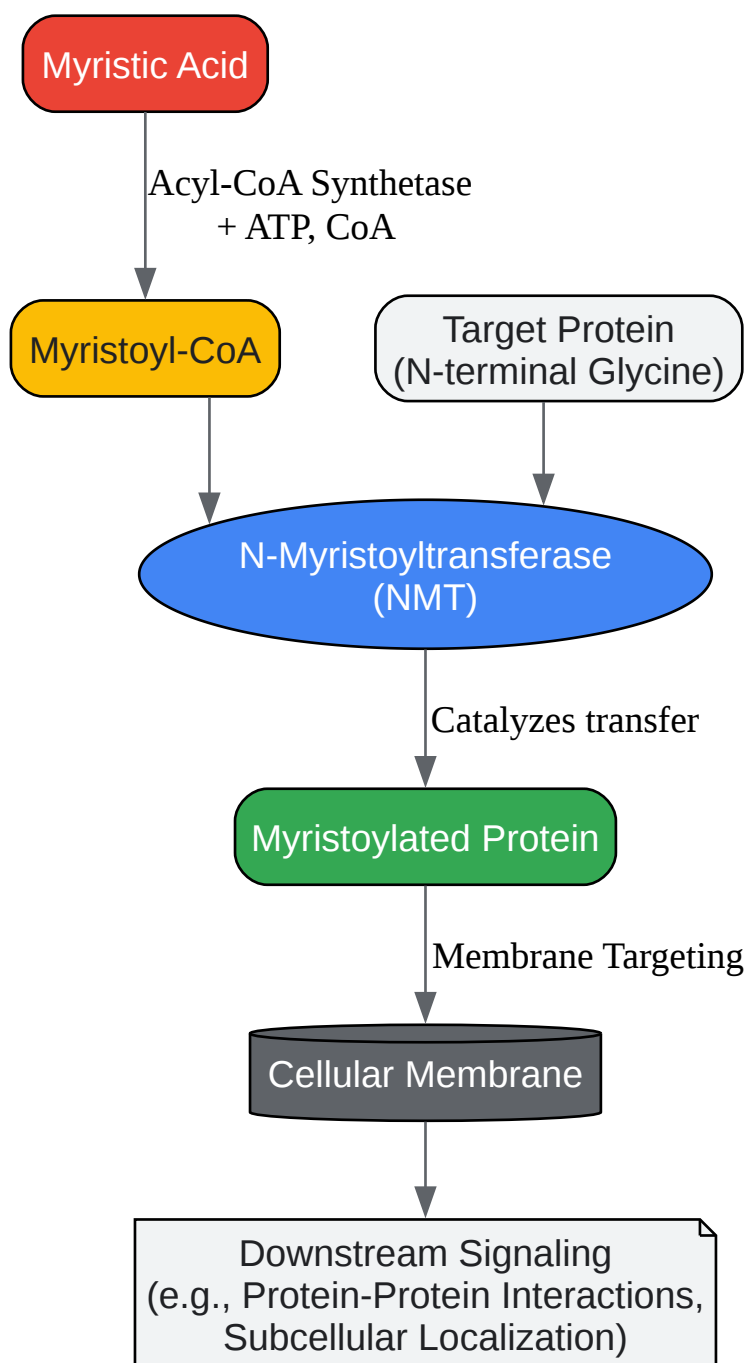 Myristic Acid
Acyl-CoA Synthetase
+ ATP, CoA
Myristoyl-CoA
Target Protein
(N-terminal Glycine)
N-Myristoyltransferase
(NMT)
Catalyzes transfer
Myristoylated Protein
Membrane Targeting
Cellular Membrane
Downstream Signaling
(e.g., Protein-Protein Interactions,
Subcellular Localization)